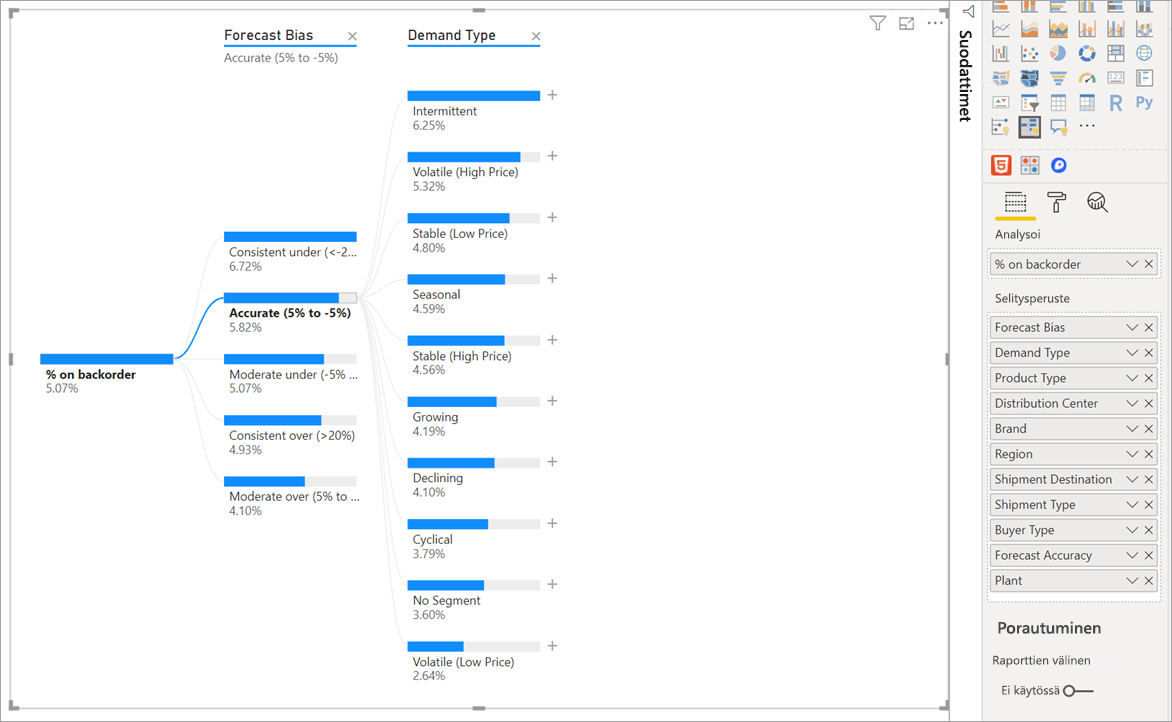 Forecast Bias
Accurate (5% to -5%)
Demand Type
% on backorder
5.07%
Consistent under (<-2...
6.72%
Accurate (5% to -5%)
5.82%
Moderate under (-5% ...
5.07%
Consistent over (>20%)
4.93%
Moderate over (5% to ...
4.10%
Intermittent
6.25%
Volatile (High Price)
5.32%
Stable (Low Price)
4.80%
Seasonal
4.59%
Stable (High Price)
4.56%
Growing
4.19%
Declining
4.10%
Cyclical
3.79%
No Segment
3.60%
Volatile (Low Price)
2.64%
Suodattimet
123
R
Py
5
Analysoi
% on backorder
Selitysperuste
Forecast Bias
Demand Type
Product Type
Distribution Center
Brand
Region
Shipment Destination
Shipment Type
Buyer Type
Forecast Accuracy
Plant
Porautuminen
Raporttien välinen
Ei käytössä